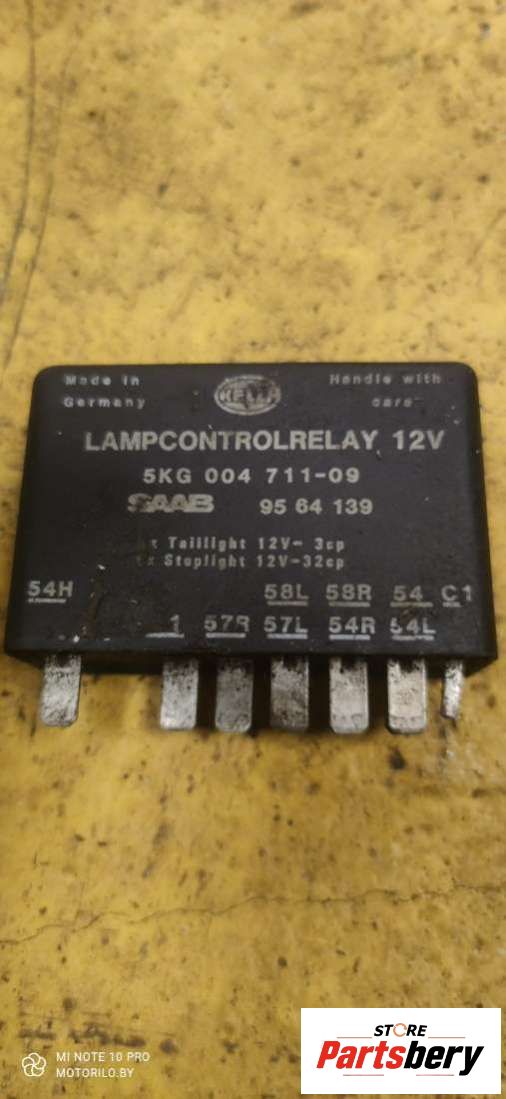 Made in
Germany
HELLA
Handle with
care
LAMPCONTROLRELAY 12V
5KG 004 711-09
SAAB 95 64 139
x Taillight 12V- 3cp
x Stoplight 12V-32cp
54H 58L 58R 54 C1
1 57R 57L 54R 54L
MI NOTE 10 PRO
MOTORILO.BY
STORE
Partsbery